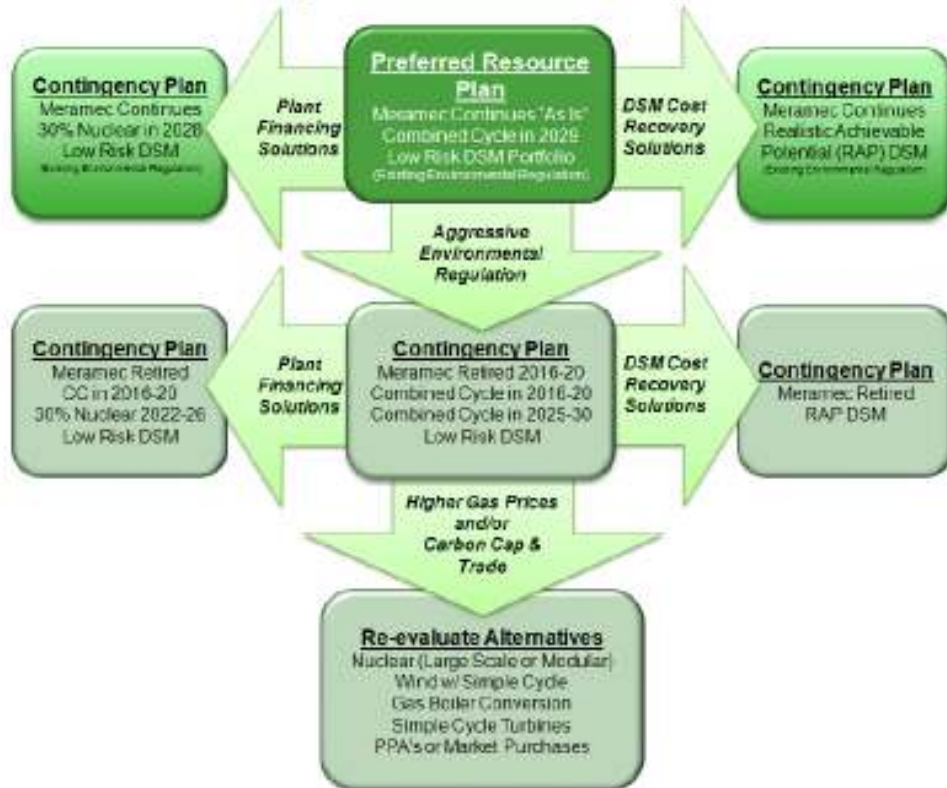 Contingency Plan
Meramec Continues
30% Nuclear in 2028
Low Risk DSM
(Existing Environmental Regulation)
Plant
Financing
Solutions
Preferred Resource
Plan
Meramec Continues "As Is"
Combined Cycle in 2029
Low Risk DSM Portfolio
(Existing Environmental Regulation)
DSM Cost
Recovery
Solutions
Contingency Plan
Meramec Continues
Realistic Achievable
Potential (RAP) DSM
(Existing Environmental Regulation)
Aggressive
Environmental
Regulation
Contingency Plan
Meramec Retired
CC in 2016-20
30% Nuclear 2022-26
Low Risk DSM
Plant
Financing
Solutions
Contingency Plan
Meramec Retired 2016-20
Combined Cycle in 2016-20
Combined Cycle in 2025-30
Low Risk DSM
DSM Cost
Recovery
Solutions
Contingency Plan
Meramec Retired
RAP DSM
Higher Gas Prices
and/or
Carbon Cap &
Trade
Re-evaluate Alternatives
Nuclear (Large Scale or Modular)
Wind w/ Simple Cycle
Gas Boiler Conversion
Simple Cycle Turbines
PPA's or Market Purchases